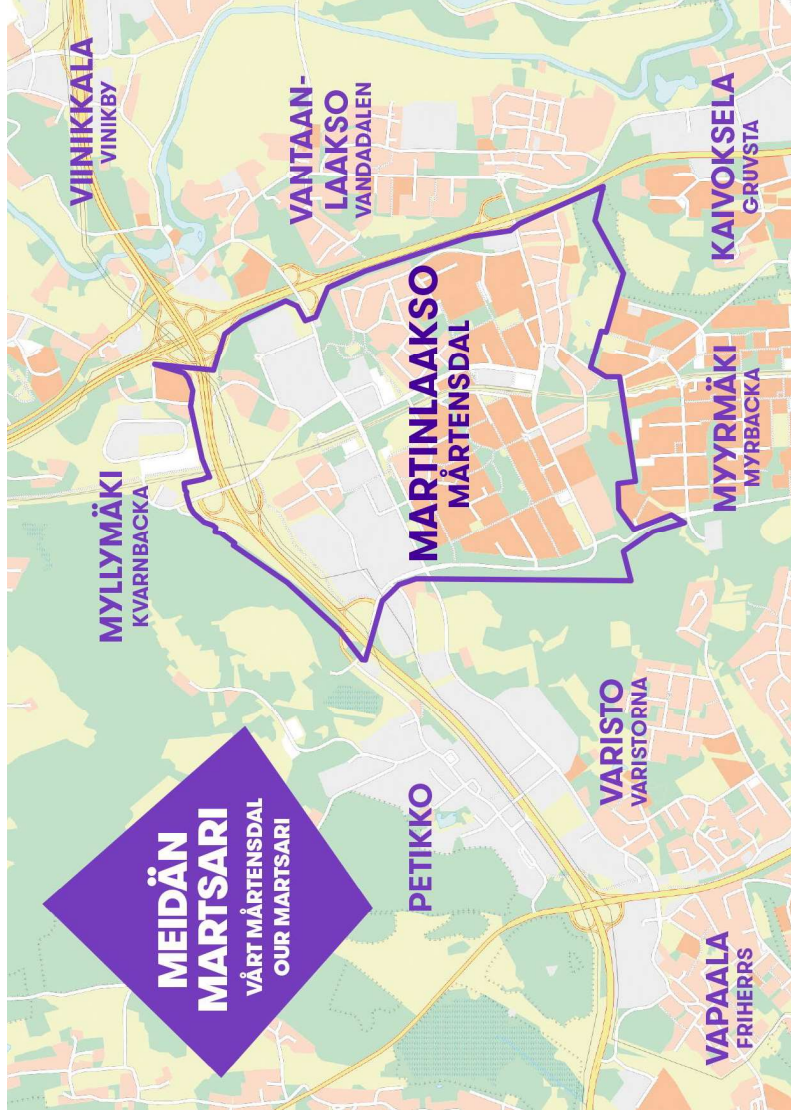 VIINIKKALA
VINIKBY
MYLLYMÄKI
KVARNBACKA
MEIDÄN
MARTSARI
VÅRT MÅRTENSDAL
OUR MARTSARI
VANTAAN-
LAAKSO
VANDADALEN
PETIKKO
MARTINLAAKSO
MÅRTENSDAL
VARISTO
VARISTORNA
VAPAALA
FRIHERRS
MYYRMÄKI
MYRBACKA
KAIVOKSELA
GRUVSTA